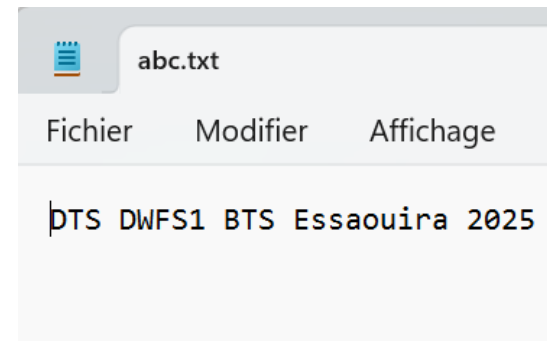 abc.txt
Fichier Modifier Affichage
DTS DWFS1 BTS Essaouira 2025